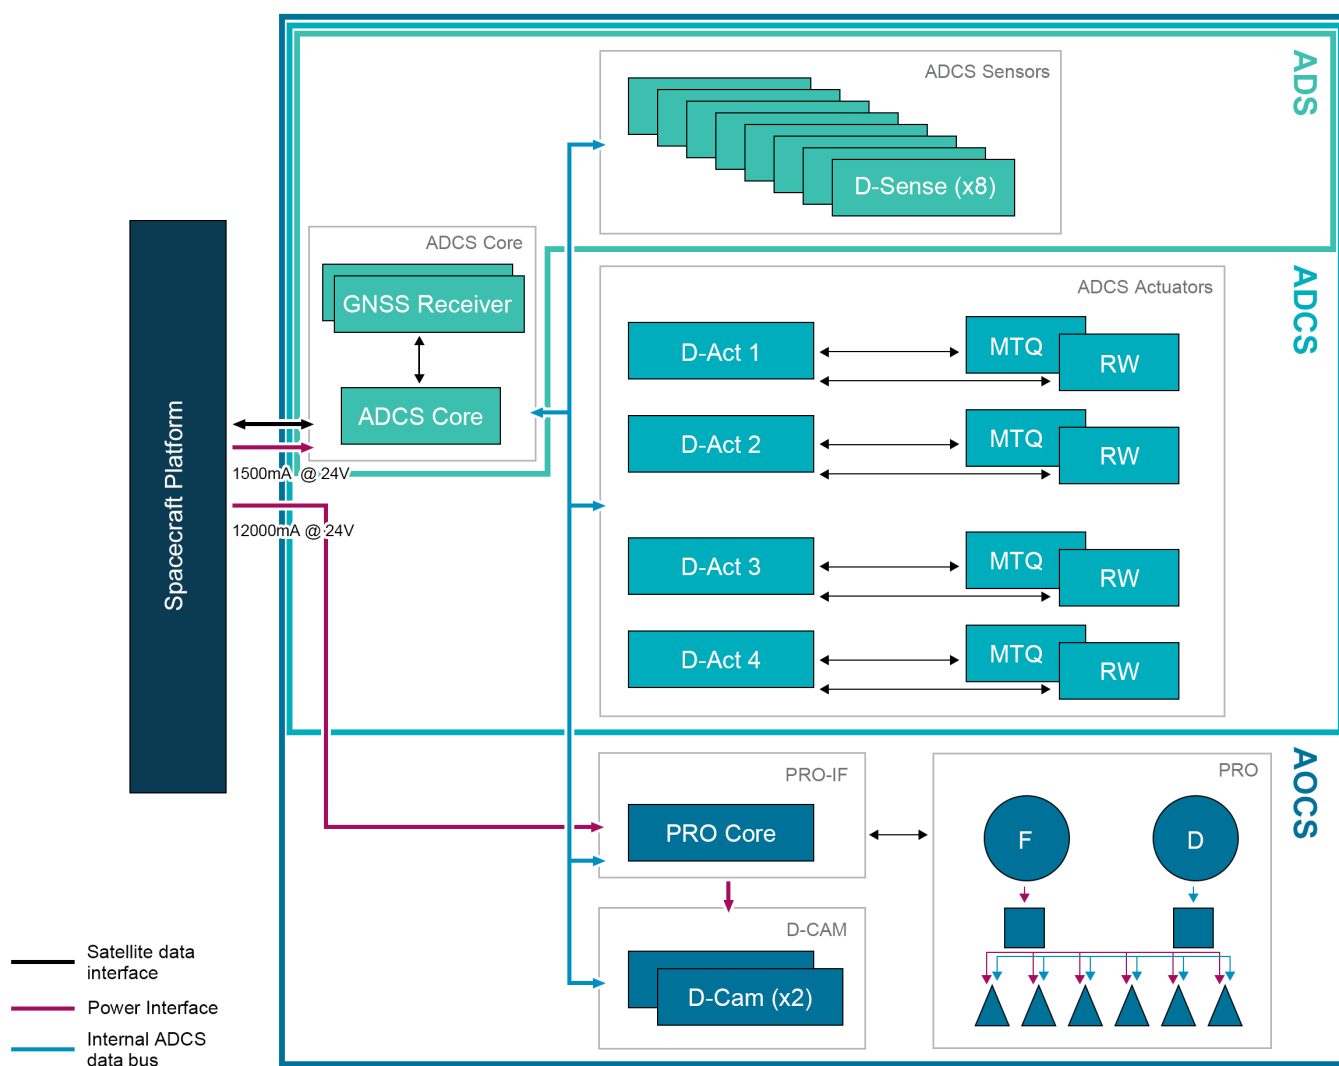 ADS
ADCS Sensors
D-Sense (x8)
ADCS Core
GNSS Receiver
ADCS Core
Spacecraft Platform
1500mA @ 24V
12000mA @ 24V
ADCS
ADCS Actuators
D-Act 1
MTQ
RW
D-Act 2
MTQ
RW
D-Act 3
MTQ
RW
D-Act 4
MTQ
RW
AOCS
PRO-IF
PRO Core
PRO
F
D
D-CAM
D-Cam (x2)
Satellite data
interface
Power Interface
Internal ADCS
data bus